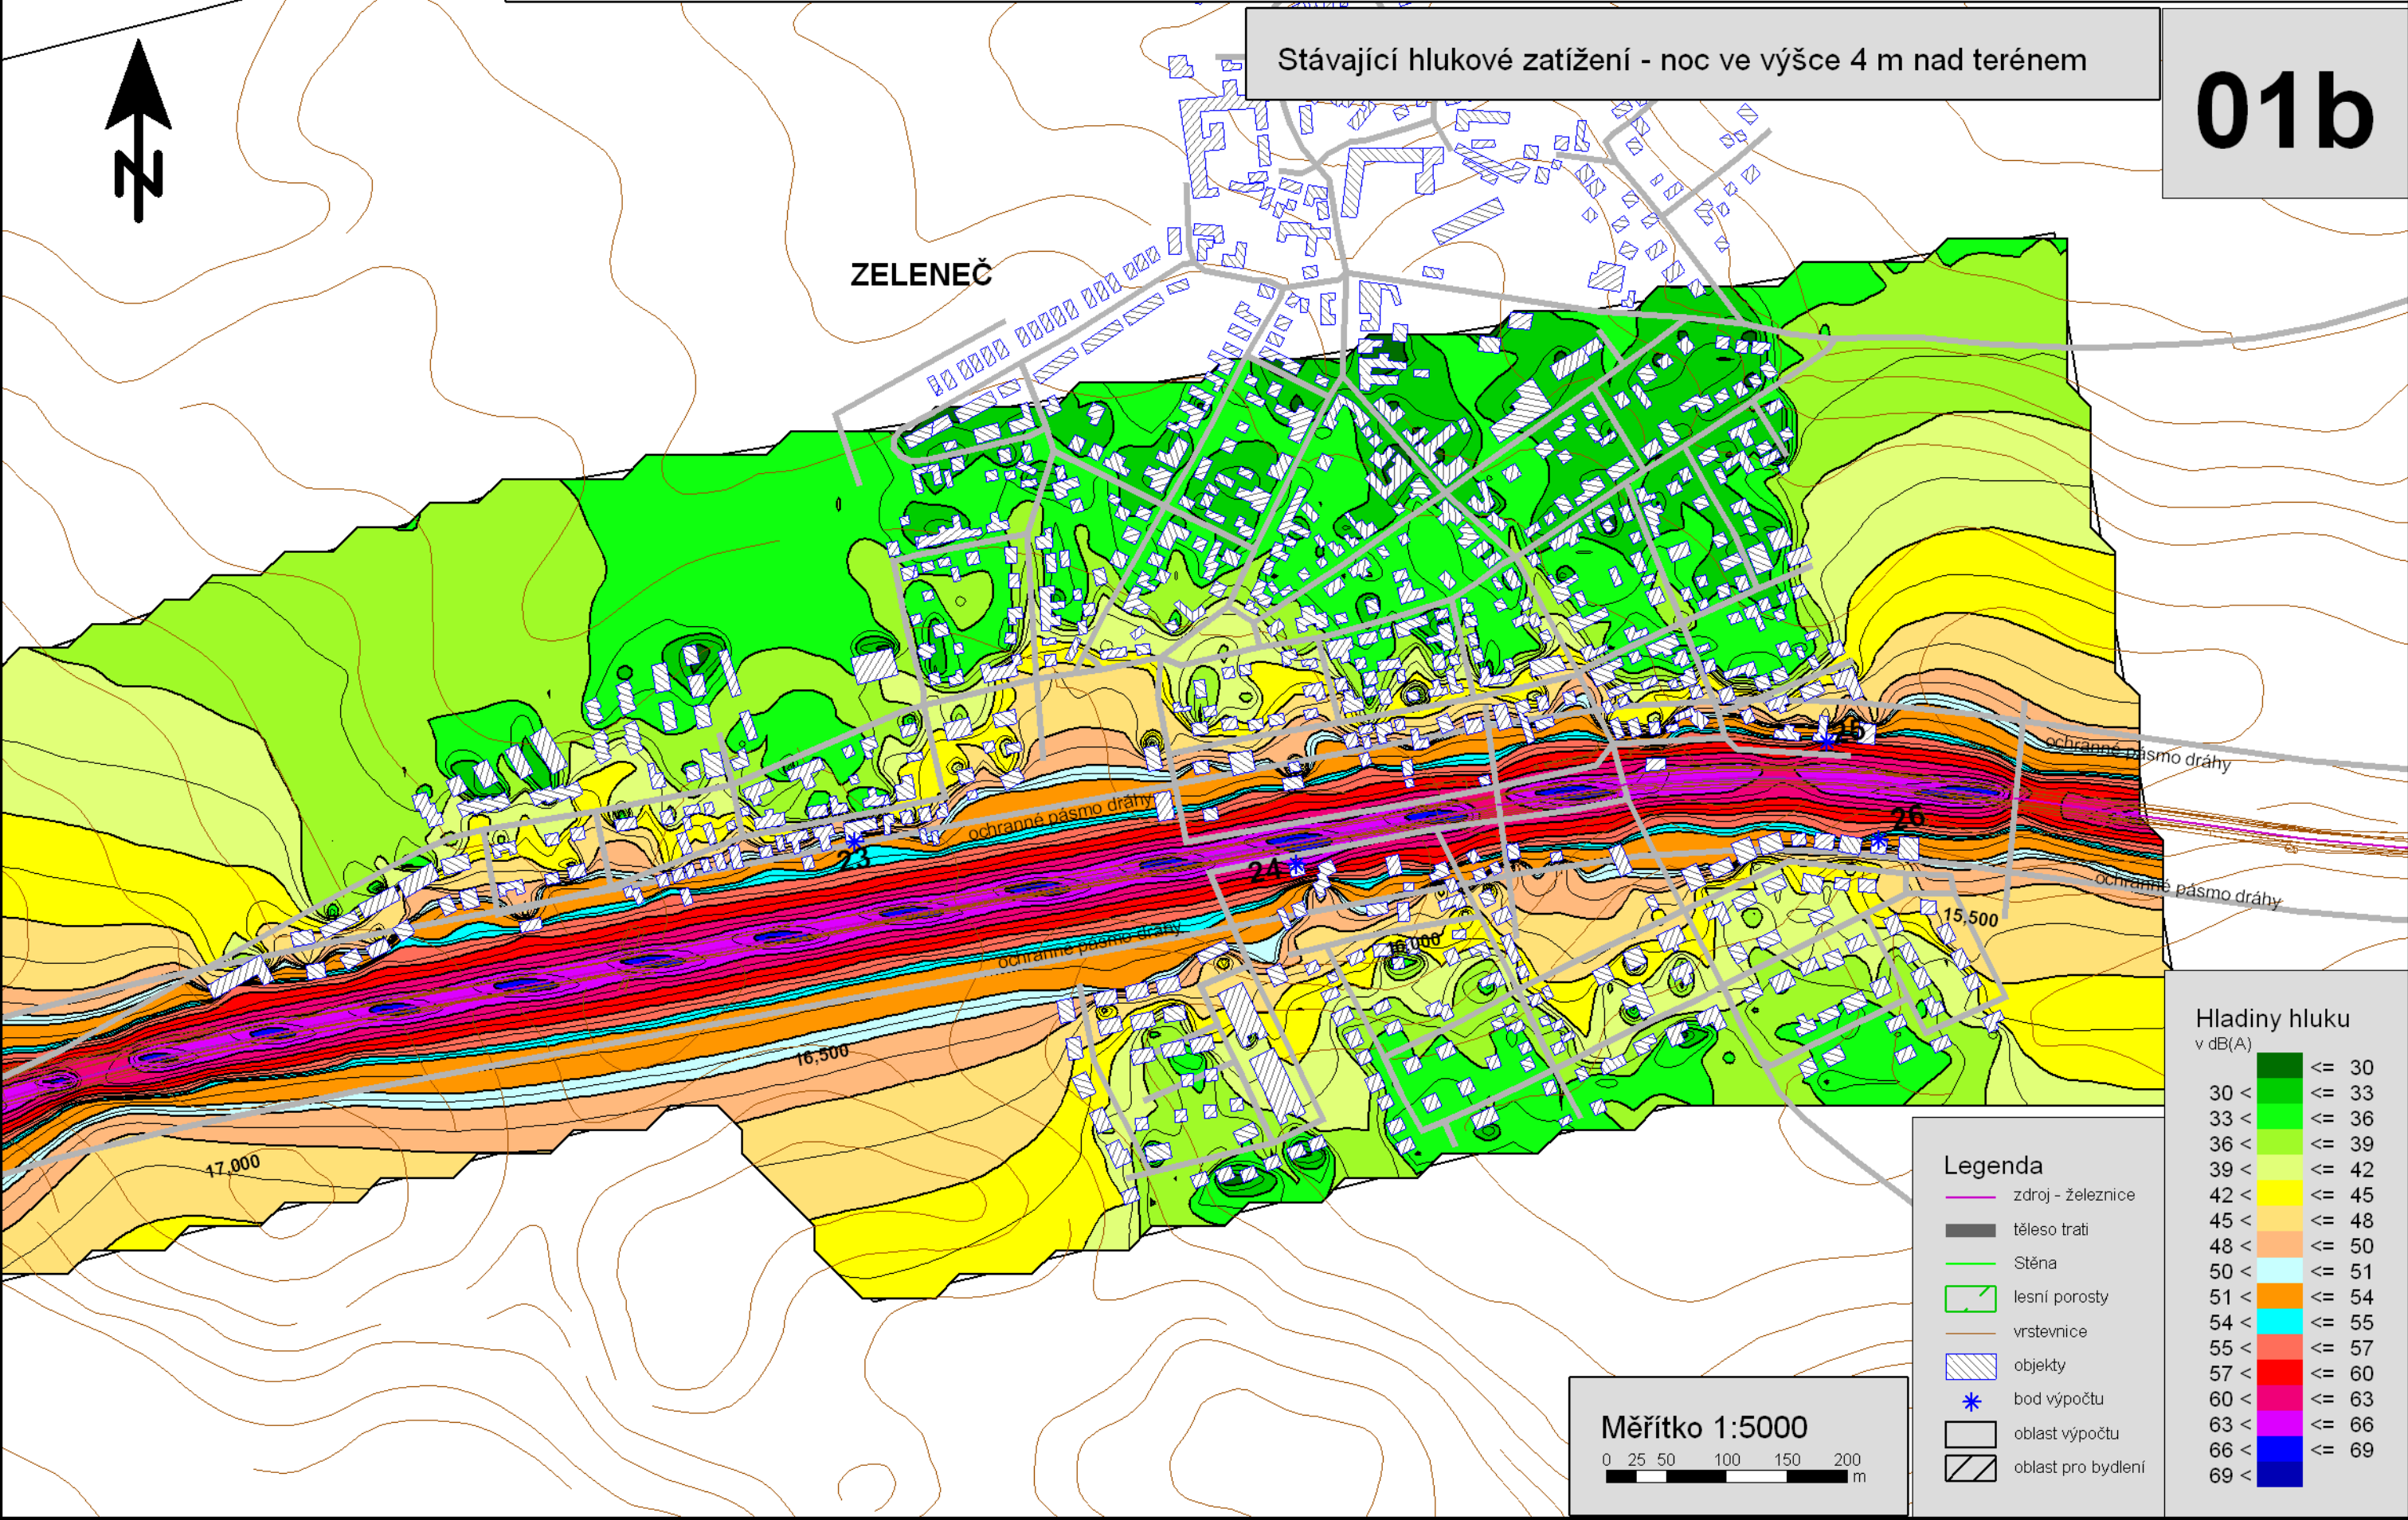 Stávající hlukové zatížení - noc ve výšce 4 m nad terénem
01b
N
ZELENEČ
25
ochranné pásmo dráhy
ochranné pásmo dráhy
23
24
26
ochranné pásmo dráhy
ochranné pásmo dráhy
15,500
16,000
16,500
17,000
Hladiny hluku
v dB(A)
<= 30
30 < <= 33
33 < <= 36
36 < <= 39
39 < <= 42
42 < <= 45
45 < <= 48
48 < <= 50
50 < <= 51
51 < <= 54
54 < <= 55
55 < <= 57
57 < <= 60
60 < <= 63
63 < <= 66
66 < <= 69
69 <
Legenda
zdroj - železnice
těleso trati
Stěna
lesní porosty
vrstevnice
objekty
bod výpočtu
oblast výpočtu
oblast pro bydlení
Měřítko 1:5000
0 25 50 100 150 200
m